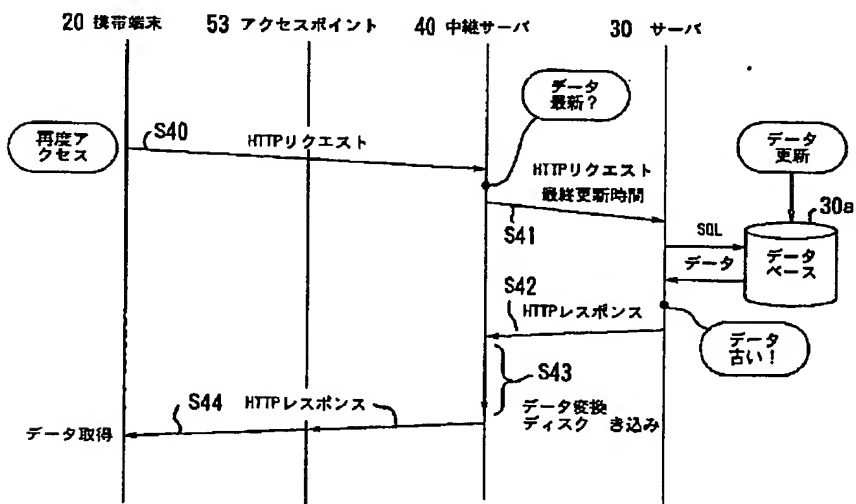 20 携帯端末
53 アクセスポイント
40 中継サーバ
30 サーバ
データ
最新?
再度ア
クセス
S40
HTTPリクエスト
データ
更新
HTTPリクエスト
最終更新時間
30a
S41
SQL
データ
データ
ベース
S42
HTTPレスポンス
データ
古い!
S43
S44
HTTPレスポンス
データ変換
ディスク き込み
データ取得